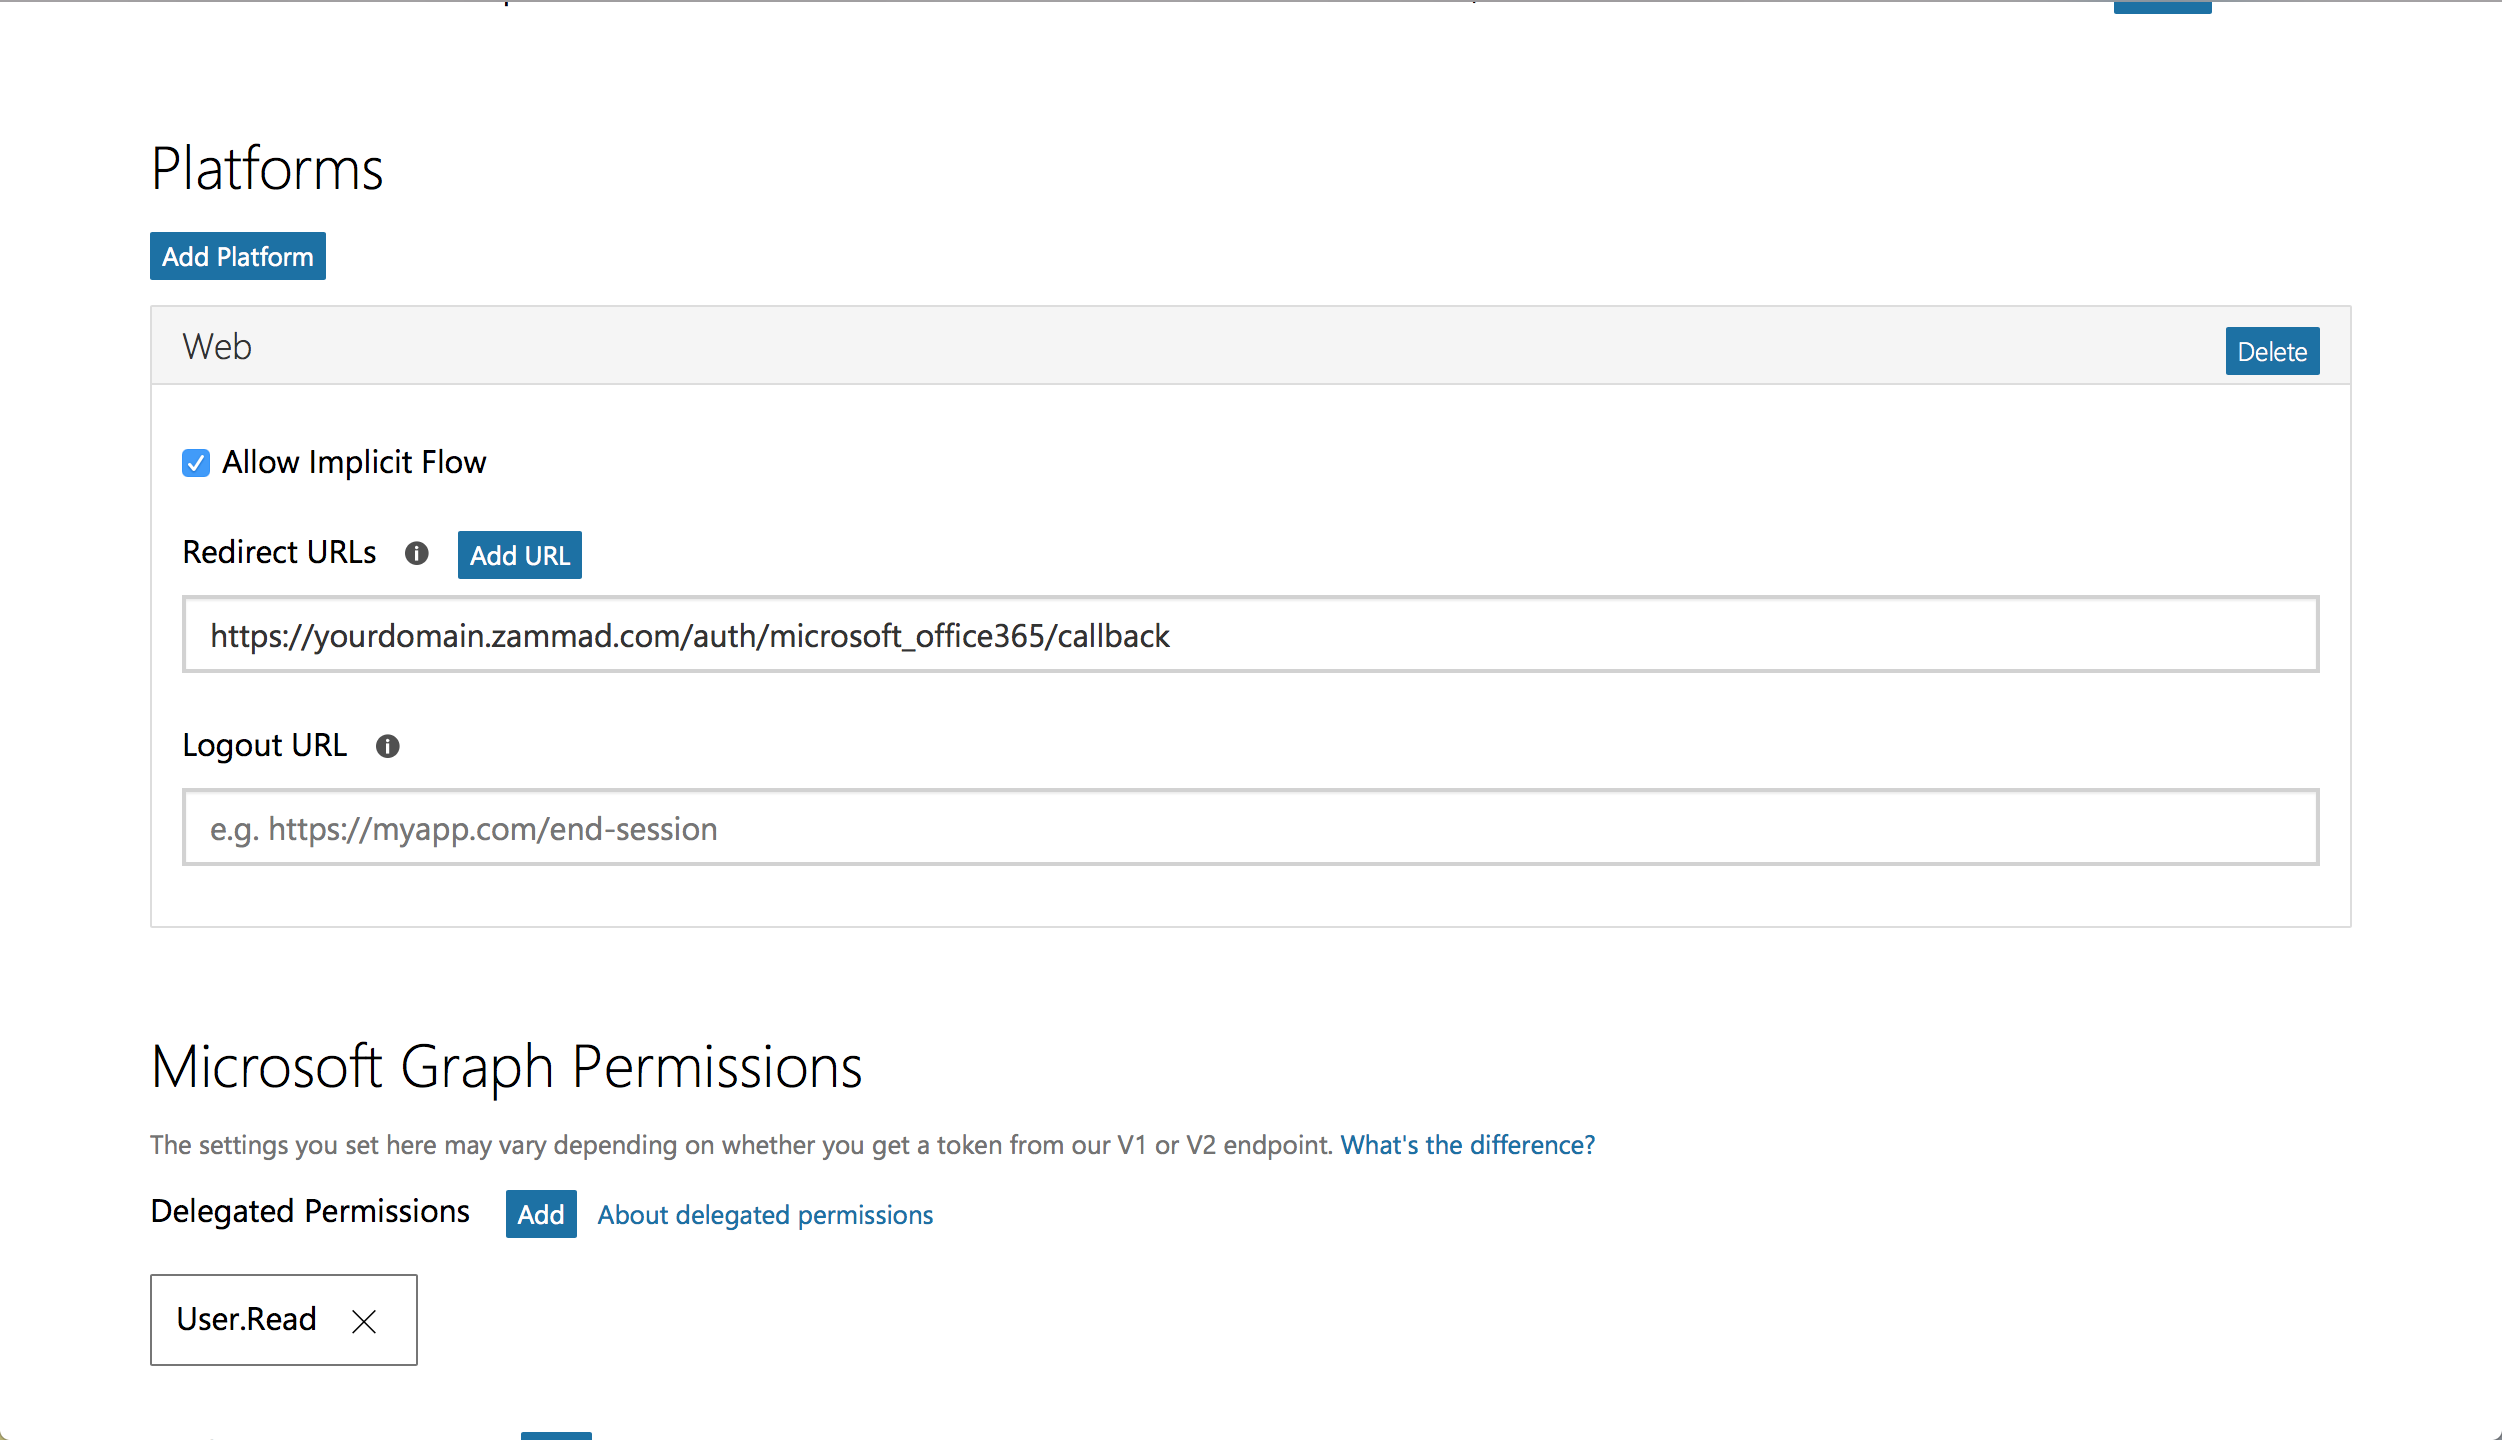 Platforms
Add Platform
Web
Delete
Allow Implicit Flow
Redirect URLs
Add URL
https://yourdomain.zammad.com/auth/microsoft_office365/callback
Logout URL
e.g. https://myapp.com/end-session
Microsoft Graph Permissions
The settings you set here may vary depending on whether you get a token from our V1 or V2 endpoint. What's the difference?
Delegated Permissions Add About delegated permissions
User.Read